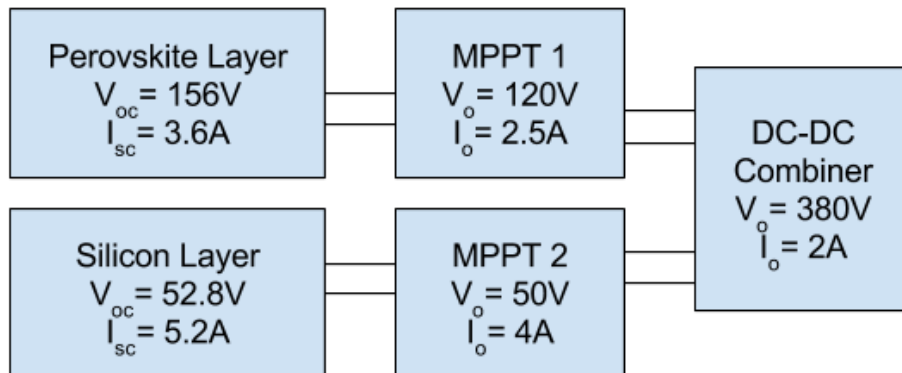 Perovskite Layer
V_oc= 156V
I_sc= 3.6A
MPPT 1
V_o= 120V
I_o= 2.5A
DC-DC
Combiner
V_o= 380V
I_o= 2A
Silicon Layer
V_oc= 52.8V
I_sc= 5.2A
MPPT 2
V_o= 50V
I_o= 4A